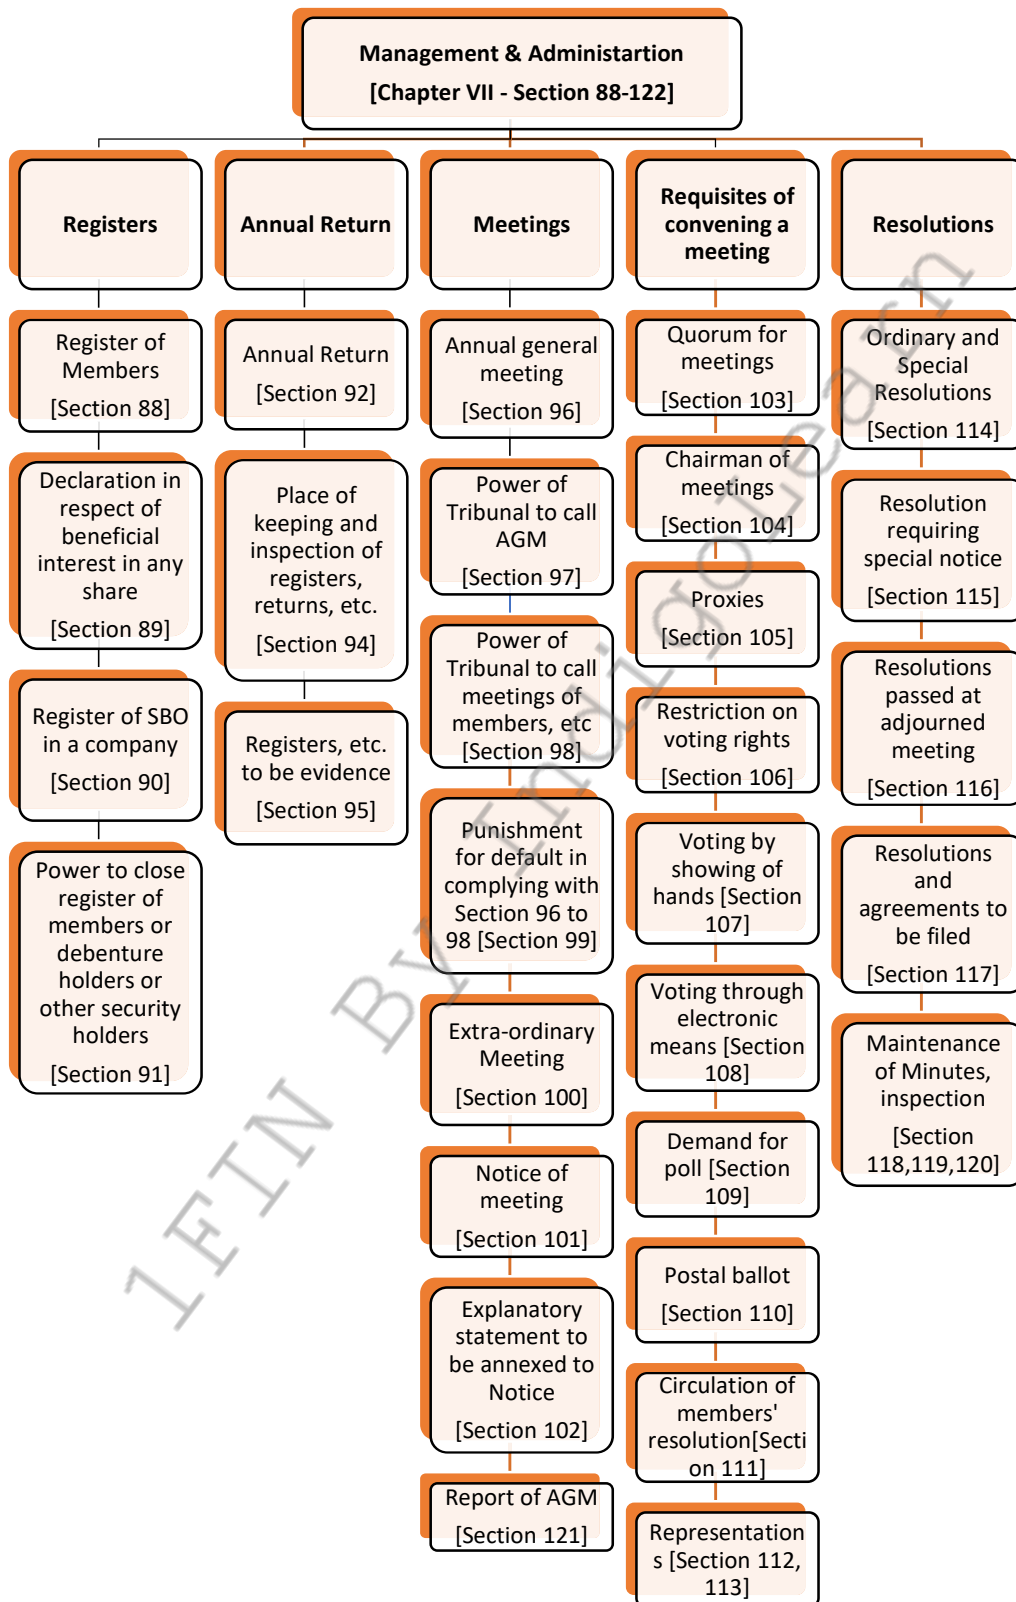 Management & Administartion
[Chapter VII - Section 88-122]
Registers
Register of
Members
[Section 88]
Declaration in
respect of
beneficial
interest in any
share
[Section 89]
Register of SBO
in a company
[Section 90]
Power to close
register of
members or
debenture
holders or
other security
holders
[Section 91]
Annual Return
Annual Return
[Section 92]
Place of
keeping and
inspection of
registers,
returns, etc.
[Section 94]
Registers, etc.
to be evidence
[Section 95]
Meetings
Annual general
meeting
[Section 96]
Power of
Tribunal to call
AGM
[Section 97]
Power of
Tribunal to call
meetings of
members, etc
[Section 98]
Punishment
for default in
complying with
Section 96 to
98 [Section 99]
Extra-ordinary
Meeting
[Section 100]
Notice of
meeting
[Section 101]
Explanatory
statement to
be annexed to
Notice
[Section 102]
Report of AGM
[Section 121]
Requisites of
convening a
meeting
Quorum for
meetings
[Section 103]
Chairman of
meetings
[Section 104]
Proxies
[Section 105]
Restriction on
voting rights
[Section 106]
Voting by
showing of
hands [Section
107]
Voting through
electronic
means [Section
108]
Demand for
poll [Section
109]
Postal ballot
[Section 110]
Circulation of
members'
resolution[Secti
on 111]
Representation
s [Section 112,
113]
Resolutions
Ordinary and
Special
Resolutions
[Section 114]
Resolution
requiring
special notice
[Section 115]
Resolutions
passed at
adjourned
meeting
[Section 116]
Resolutions
and
agreements to
be filed
[Section 117]
Maintenance
of Minutes,
inspection
[Section
118,119,120]
1FIN By IndigoLearn